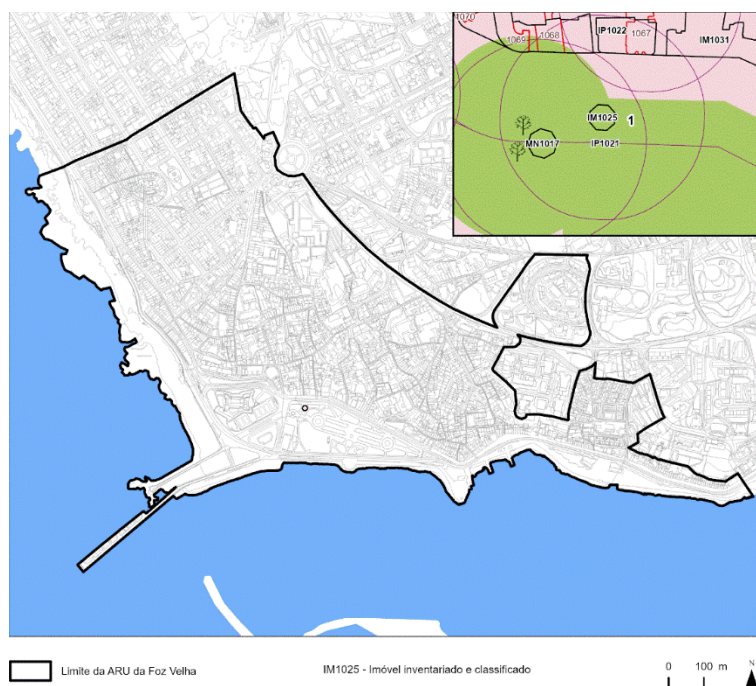 1070
1069
1068
IP1022
1067
IM1031
IM1025
1
MN1017
IP1021
Limite da ARU da Foz Velha
IM1025 - Imóvel inventariado e classificado
0 100 m
N